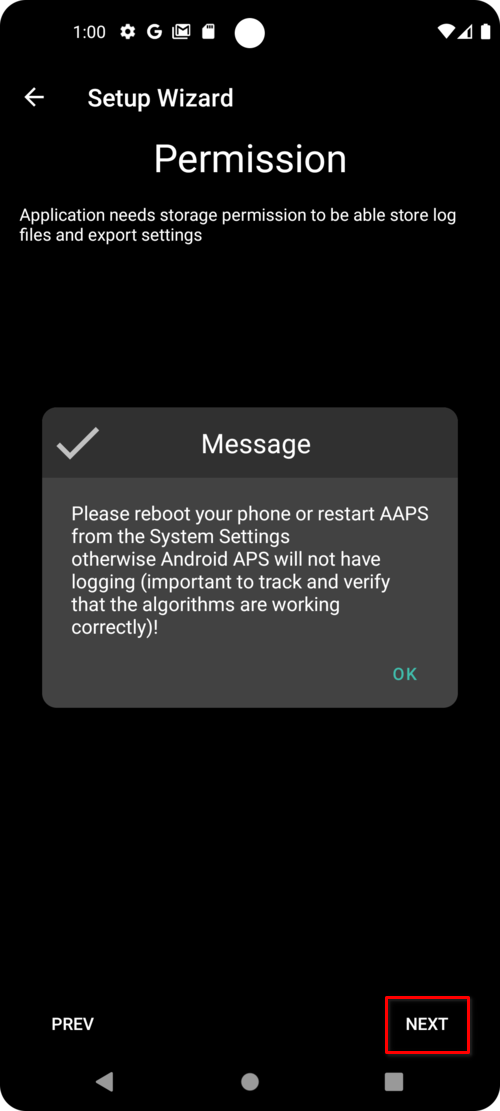 1:00
Setup Wizard
Permission
Application needs storage permission to be able store log
files and export settings
Message
Please reboot your phone or restart AAPS
from the System Settings
otherwise Android APS will not have
logging (important to track and verify
that the algorithms are working
correctly)!
OK
PREV
NEXT